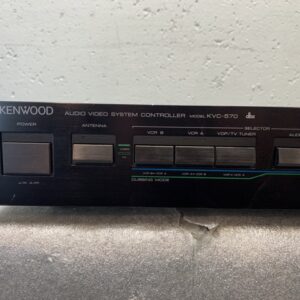 KENWOOD AUDIO VIDEO SYSTEM CONTROLLER MODEL KVC-570 dbx
SELECTOR
POWER ANTENNA VCR B VCR A VDP/TV TUNER
DUBBING MODE